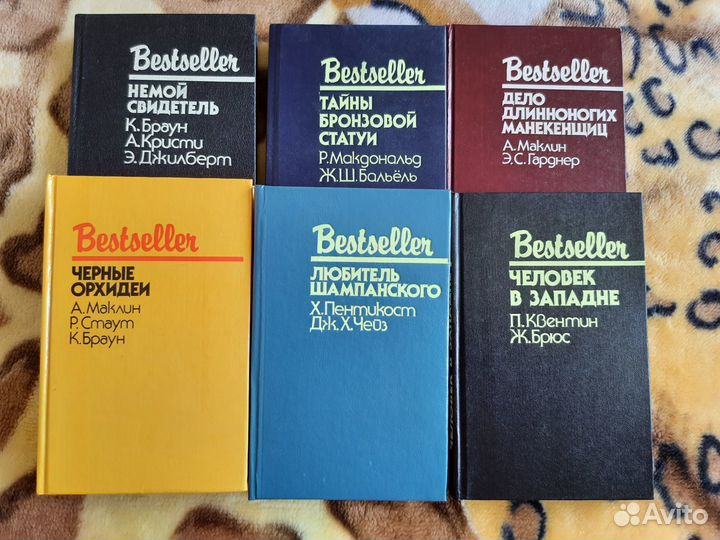 Bestseller
НЕМОЙ
СВИДЕТЕЛЬ
К. Браун
А. Кристи
Э. Джилберт
Bestseller
ТАЙНЫ
БРОНЗОВОЙ
СТАТУИ
Р. Макдональд
Ж.Ш. Бальёль
Bestseller
ДЕЛО
ДЛИННОНОГИХ
МАНЕКЕНЩИЦ
А. Маклин
Э.С. Гарднер
Bestseller
ЧЕРНЫЕ
ОРХИДЕИ
А. Маклин
Р. Стаут
К. Браун
Bestseller
ЛЮБИТЕЛЬ
ШАМПАНСКОГО
Х. Пентикост
Дж. Х. Чейз
Bestseller
ЧЕЛОВЕК
В ЗАПАДНЕ
П. Квентин
Ж. Брюс
Avito